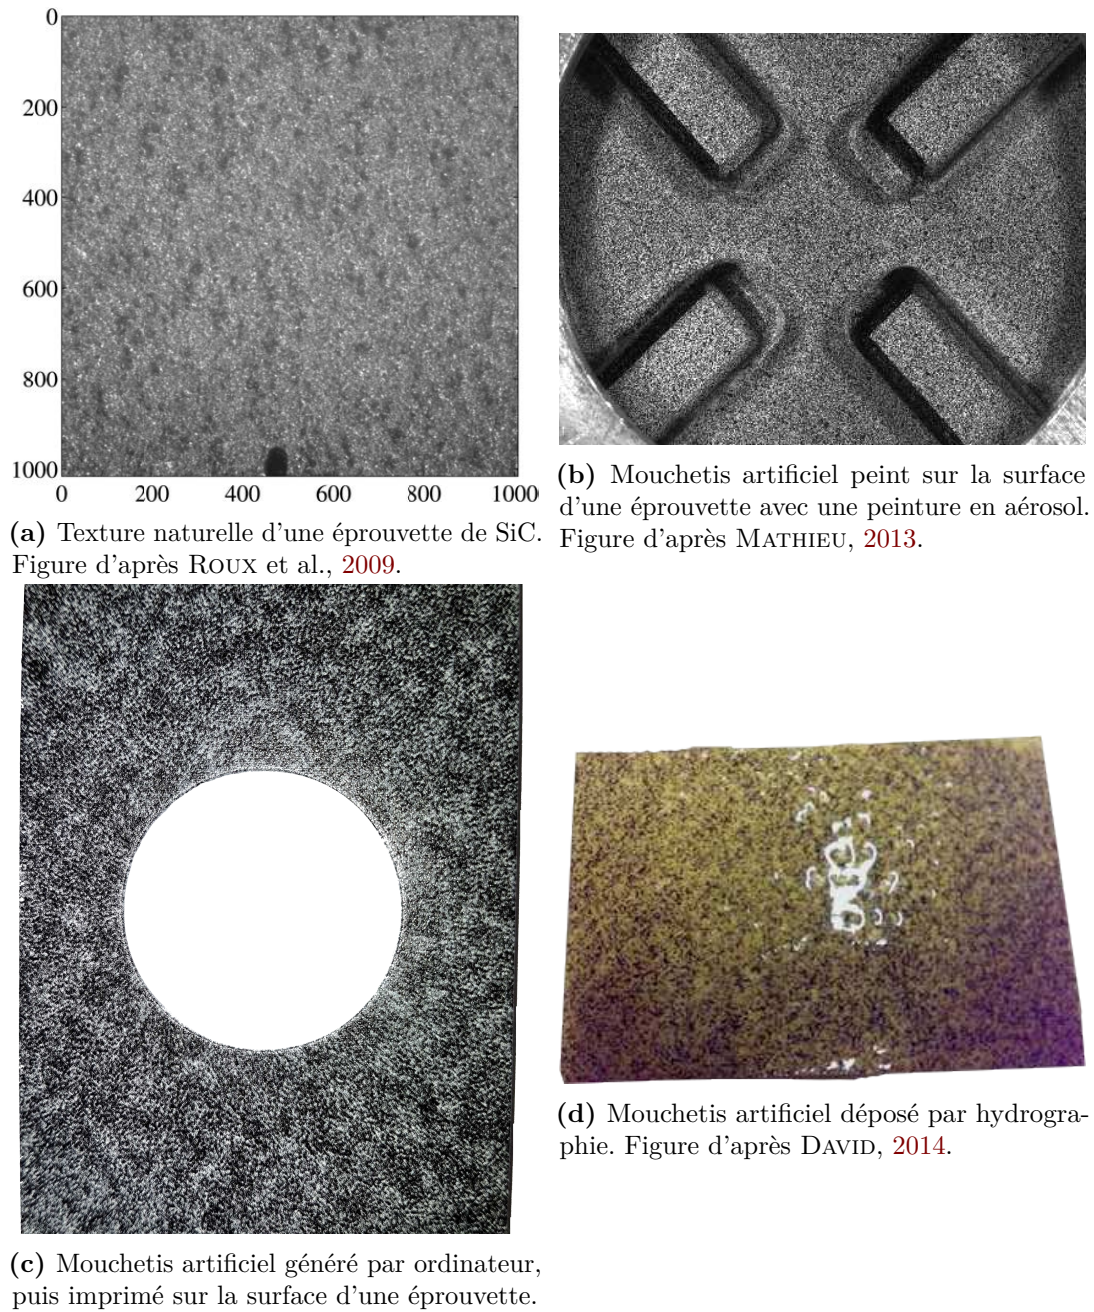 0
200
400
600
800
1000
0 200 400 600 800 1000
(a) Texture naturelle d'une éprouvette de SiC.
Figure d'après ROUX et al., 2009.
(b) Mouchetis artificiel peint sur la surface
d'une éprouvette avec une peinture en aérosol.
Figure d'après MATHIEU, 2013.
(c) Mouchetis artificiel généré par ordinateur,
puis imprimé sur la surface d'une éprouvette.
(d) Mouchetis artificiel déposé par hydrogra-
phie. Figure d'après DAVID, 2014.